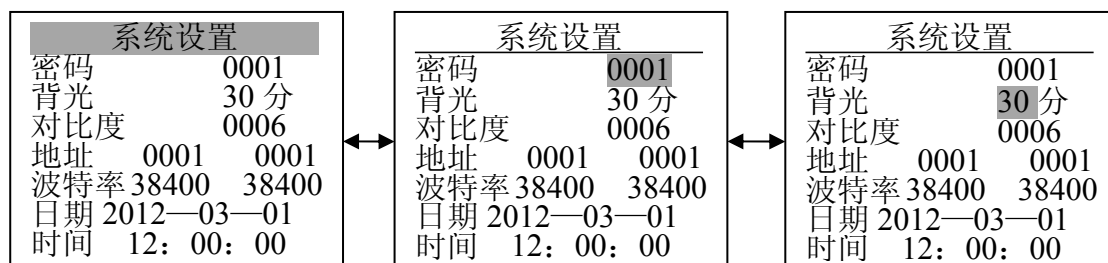 系统设置
密码 0001
背光 30 分
对比度 0006
地址 0001 0001
波特率 38400 38400
日期 2012—03—01
时间 12：00：00
系统设置
密码 0001
背光 30 分
对比度 0006
地址 0001 0001
波特率 38400 38400
日期 2012—03—01
时间 12：00：00
系统设置
密码 0001
背光 30 分
对比度 0006
地址 0001 0001
波特率 38400 38400
日期 2012—03—01
时间 12：00：00